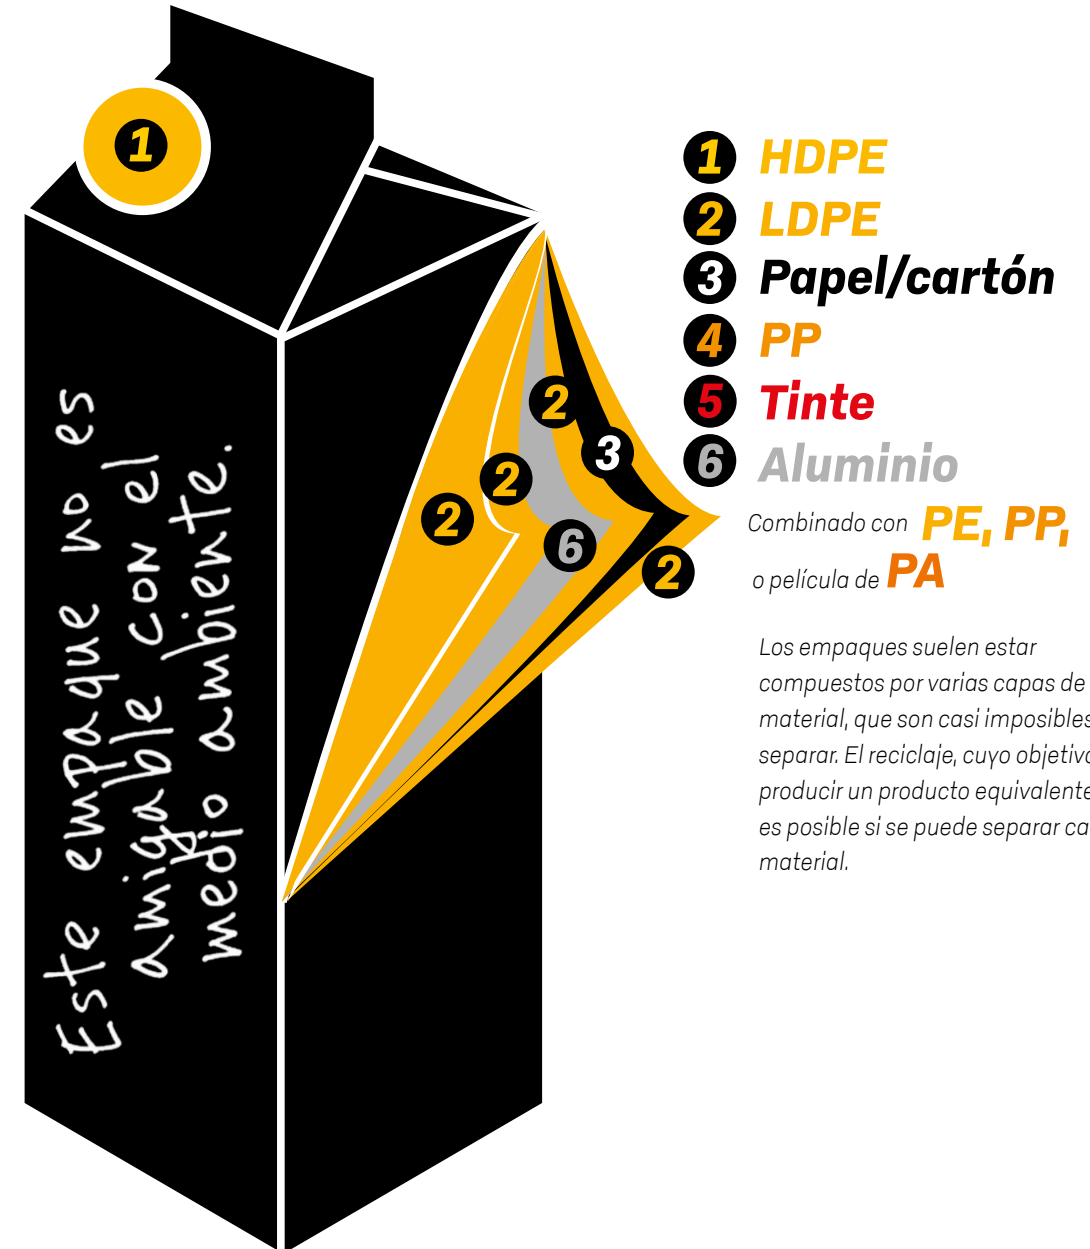 1
1 HDPE
2 LDPE
3 Papel/cartón
4 PP
5 Tinte
6 Aluminio
Combinado con PE, PP,
o película de PA
2
3
2
2
6
2
Este empaque no es
amigable con el
medio ambiente.
Los empaques suelen estar
compuestos por varias capas de
material, que son casi imposibles
separar. El reciclaje, cuyo objetivo
producir un producto equivalente
es posible si se puede separar ca
material.